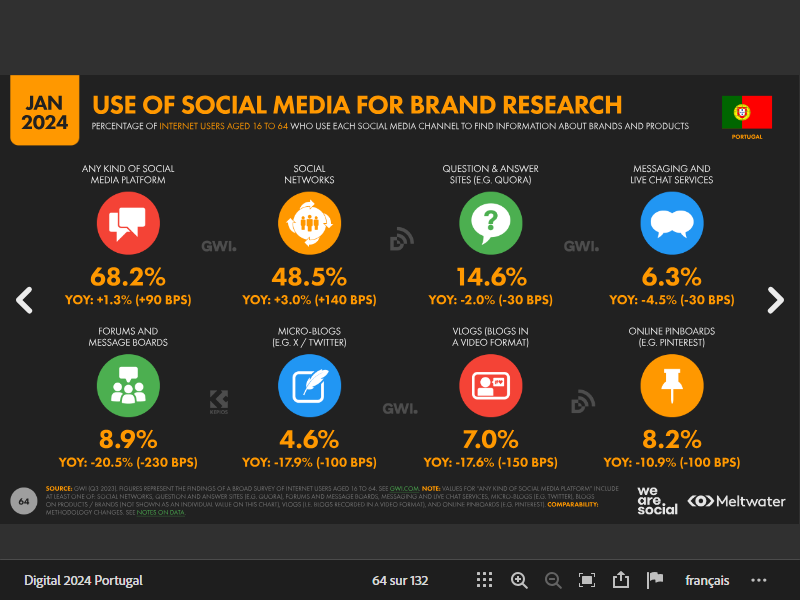 JAN
2024
USE OF SOCIAL MEDIA FOR BRAND RESEARCH
PERCENTAGE OF INTERNET USERS AGED 16 TO 64 WHO USE EACH SOCIAL MEDIA CHANNEL TO FIND INFORMATION ABOUT BRANDS AND PRODUCTS
PORTUGAL
ANY KIND OF SOCIAL
MEDIA PLATFORM
SOCIAL
NETWORKS
QUESTION & ANSWER
SITES (E.G. QUORA)
MESSAGING AND
LIVE CHAT SERVICES
?
GWI.
GWI.
68.2%
48.5%
14.6%
6.3%
YOY: +1.3% (+90 BPS)
YOY: +3.0% (+140 BPS)
YOY: -2.0% (-30 BPS)
YOY: -4.5% (-30 BPS)
FORUMS AND
MESSAGE BOARDS
MICRO-BLOGS
(E.G. X / TWITTER)
VLOGS (BLOGS IN
A VIDEO FORMAT)
ONLINE PINBOARDS
(E.G. PINTEREST)
KEPIOS
GWI.
8.9%
4.6%
7.0%
8.2%
YOY: -20.5% (-230 BPS)
YOY: -17.9% (-100 BPS)
YOY: -17.6% (-150 BPS)
YOY: -10.9% (-100 BPS)
64
SOURCE: GWI (Q3 2023). FIGURES REPRESENT THE FINDINGS OF A BROAD SURVEY OF INTERNET USERS AGED 16 TO 64. SEE GWI.COM. NOTE: VALUES FOR "ANY KIND OF SOCIAL MEDIA PLATFORM" INCLUDE
AT LEAST ONE OF: SOCIAL NETWORKS, QUESTION AND ANSWER SITES (E.G. QUORA), FORUMS AND MESSAGE BOARDS, MESSAGING AND LIVE CHAT SERVICES, MICRO-BLOGS (E.G. TWITTER), BLOGS
ON PRODUCTS / BRANDS (NOT SHOWN AS AN INDIVIDUAL VALUE ON THIS CHART), VLOGS (I.E. BLOGS RECORDED IN A VIDEO FORMAT), AND ONLINE PINBOARDS (E.G. PINTEREST). COMPARABILITY:
METHODOLOGY CHANGES. SEE NOTES ON DATA.
we
are.
social
Meltwater
Digital 2024 Portugal
64 sur 132
français